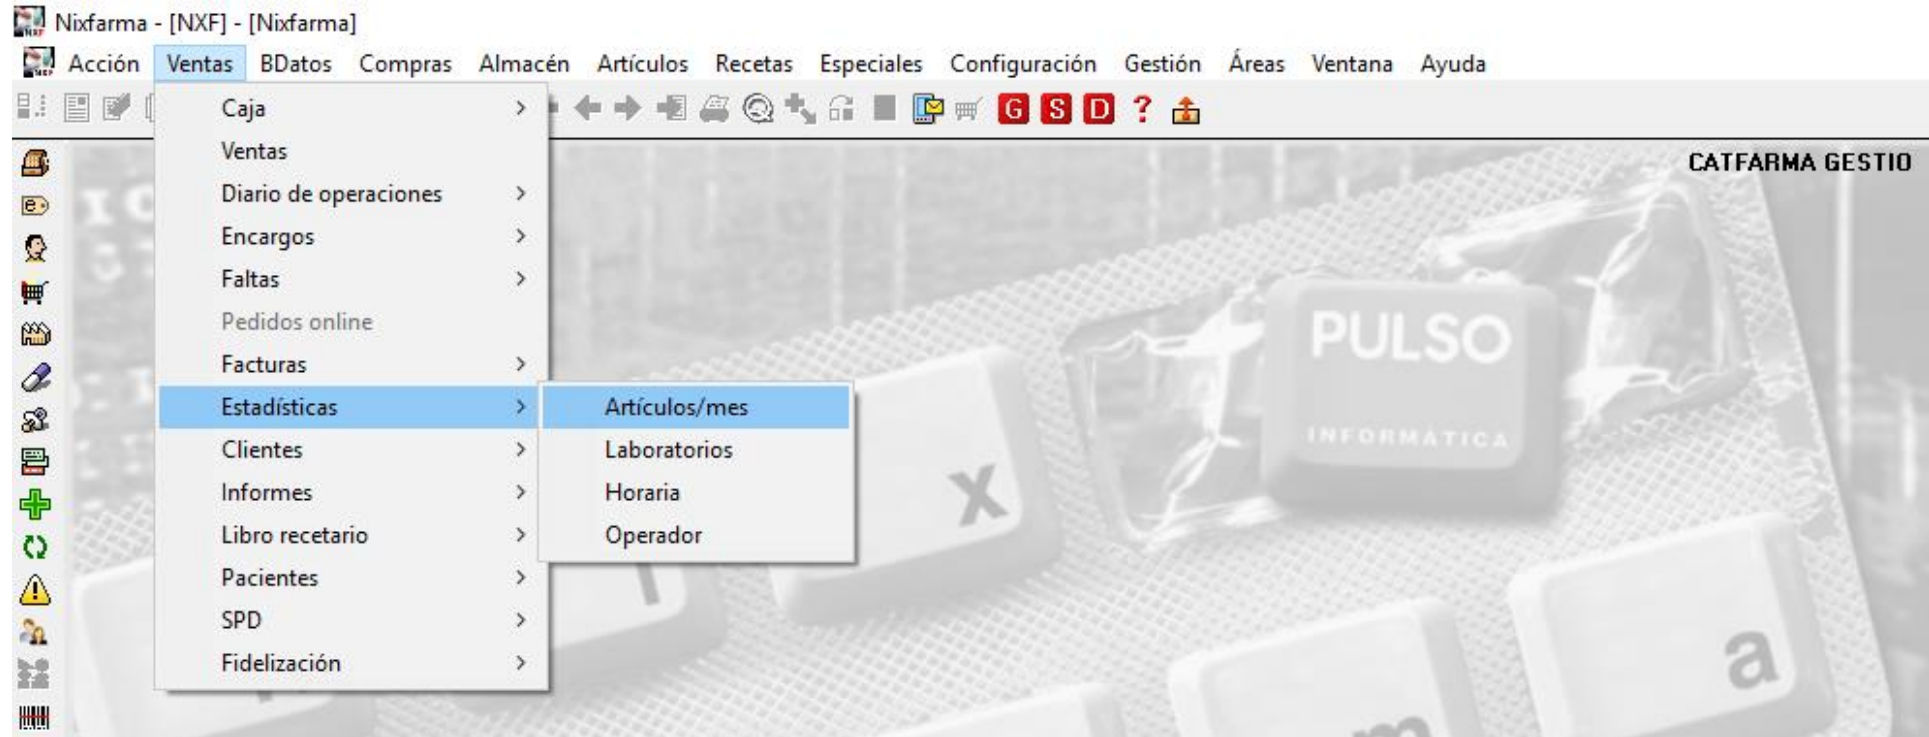 Nixfarma - [NXF] - [Nixfarma]
Acción Ventas BDatos Compras Almacén Artículos Recetas Especiales Configuración Gestión Áreas Ventana Ayuda
G S D ?
CATFARMA GESTIO
Caja
Ventas
Diario de operaciones
Encargos
Faltas
Pedidos online
Facturas
Estadísticas
Clientes
Informes
Libro recetario
Pacientes
SPD
Fidelización
Artículos/mes
Laboratorios
Horaria
Operador
PULSO
INFORMÁTICA
x
a
m